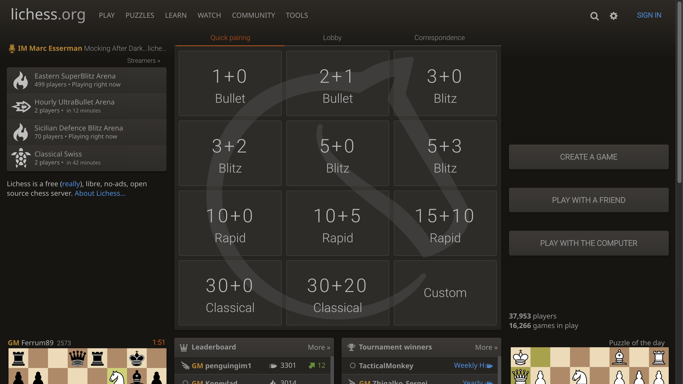 lichess.org PLAY PUZZLES LEARN WATCH COMMUNITY TOOLS SIGN IN
IM Marc Esserman Mocking After Dark.. liche...
Streamers »
Eastern SuperBlitz Arena
499 players • Playing right now
Hourly UltraBullet Arena
2 players • in 12 minutes
Sicilian Defence Blitz Arena
70 players • Playing right now
Classical Swiss
2 players • in 42 minutes
Lichess is a free (really), libre, no-ads, open
source chess server. About Lichess...
Quick pairing Lobby Correspondence
1+0
Bullet
2+1
Bullet
3+0
Blitz
3+2
Blitz
5+0
Blitz
5+3
Blitz
10+0
Rapid
10+5
Rapid
15+10
Rapid
30+0
Classical
30+20
Classical
Custom
CREATE A GAME
PLAY WITH A FRIEND
PLAY WITH THE COMPUTER
37,953 players
16,266 games in play
GM Ferrum89 2573 1:51
Leaderboard More »
GM penguingim1 3301 12
GM 3014
Tournament winners More »
TacticalMonkey Weekly H
GM Zhigalko_Sergei Yearly
Puzzle of the day